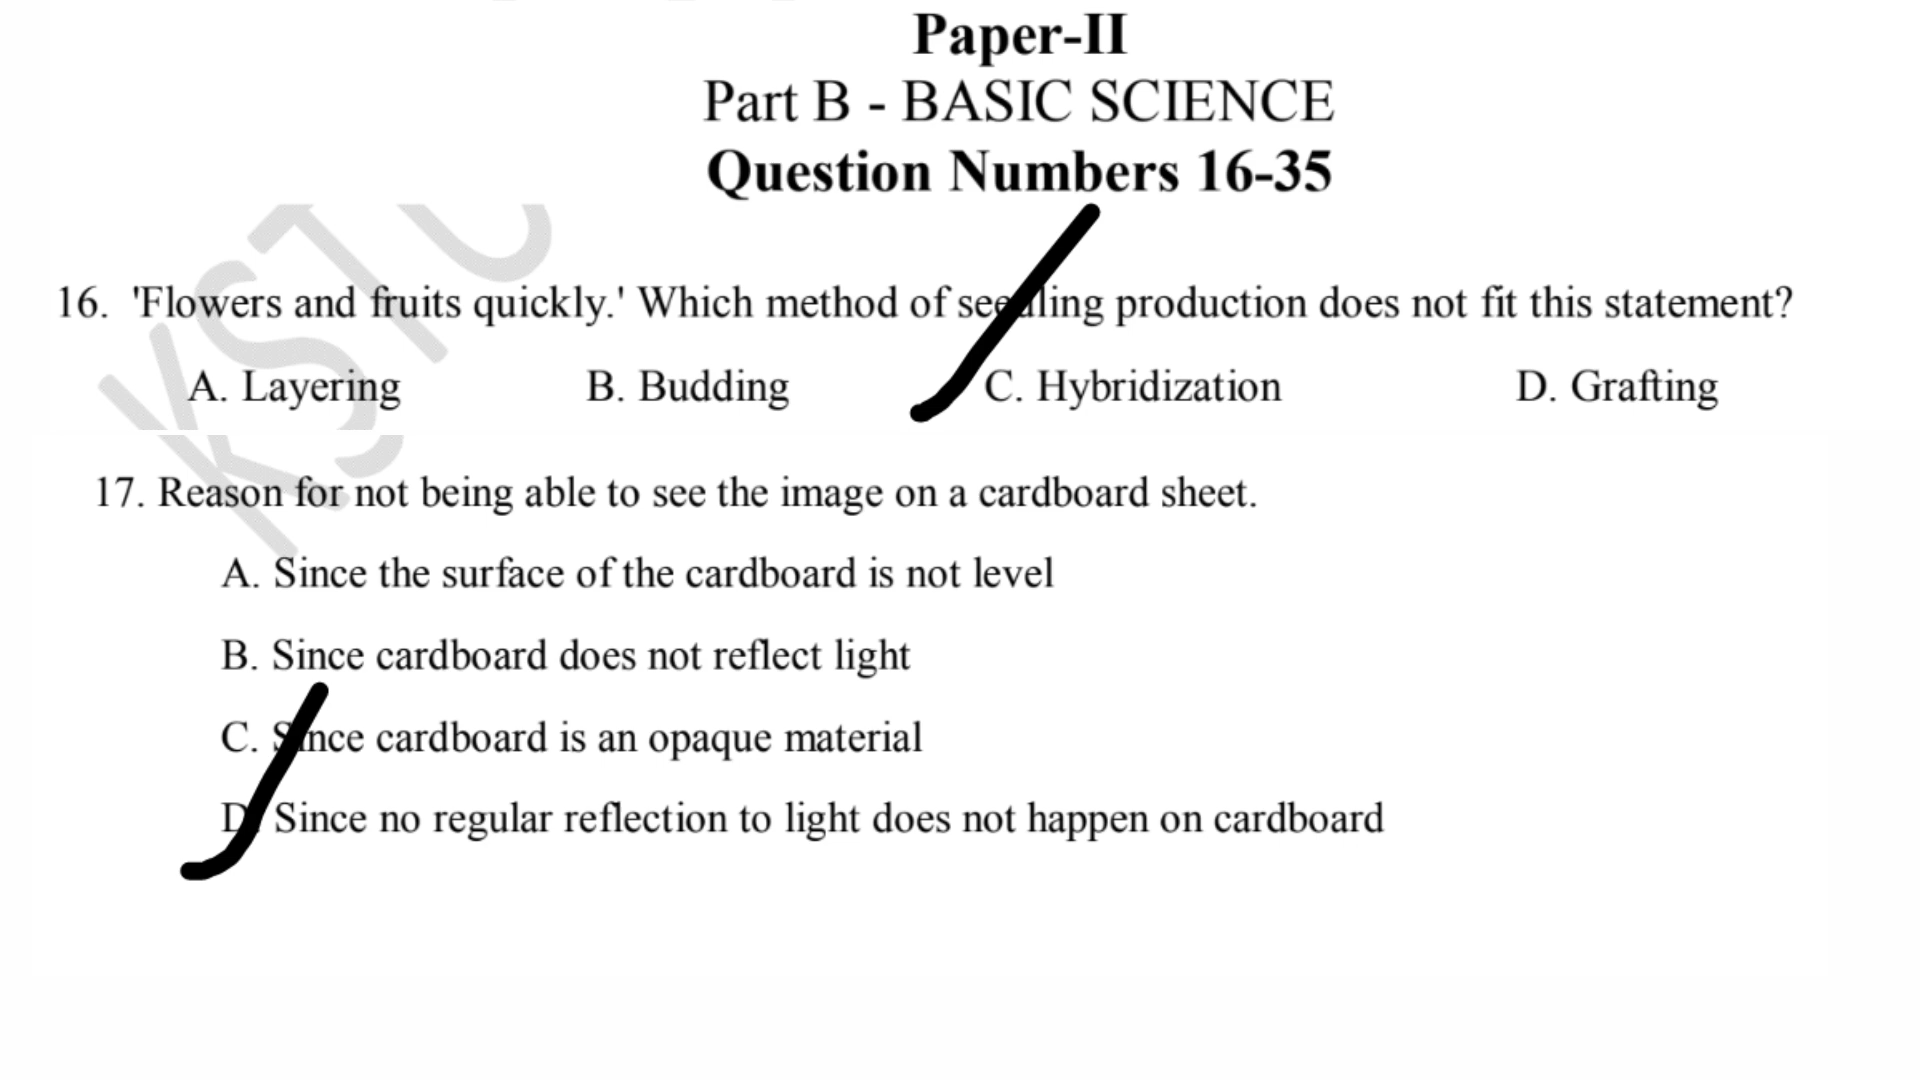 Paper-II
Part B - BASIC SCIENCE
Question Numbers 16-35
16. 'Flowers and fruits quickly.' Which method of seedling production does not fit this statement?
A. Layering B. Budding C. Hybridization D. Grafting
17. Reason for not being able to see the image on a cardboard sheet.
A. Since the surface of the cardboard is not level
B. Since cardboard does not reflect light
C. Since cardboard is an opaque material
D. Since no regular reflection to light does not happen on cardboard